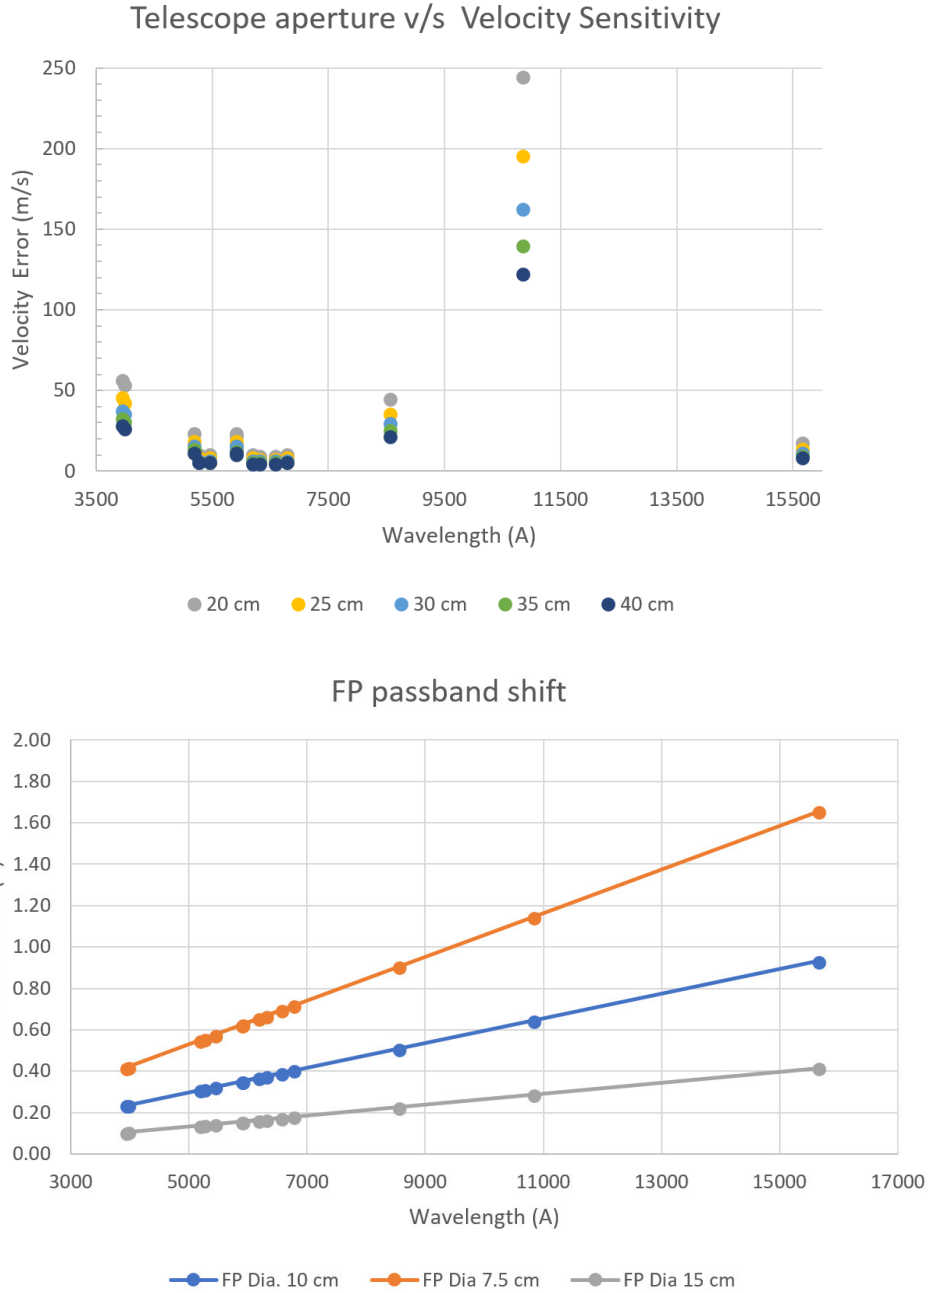 Telescope aperture v/s Velocity Sensitivity
250
200
150
100
50
0
Velocity Error (m/s)
3500 5500 7500 9500 11500 13500 15500
Wavelength (A)
20 cm 25 cm 30 cm 35 cm 40 cm
FP passband shift
2.00
1.80
1.60
1.40
1.20
1.00
0.80
0.60
0.40
0.20
0.00
3000 5000 7000 9000 11000 13000 15000 17000
Wavelength (A)
FP Dia. 10 cm FP Dia 7.5 cm FP Dia 15 cm